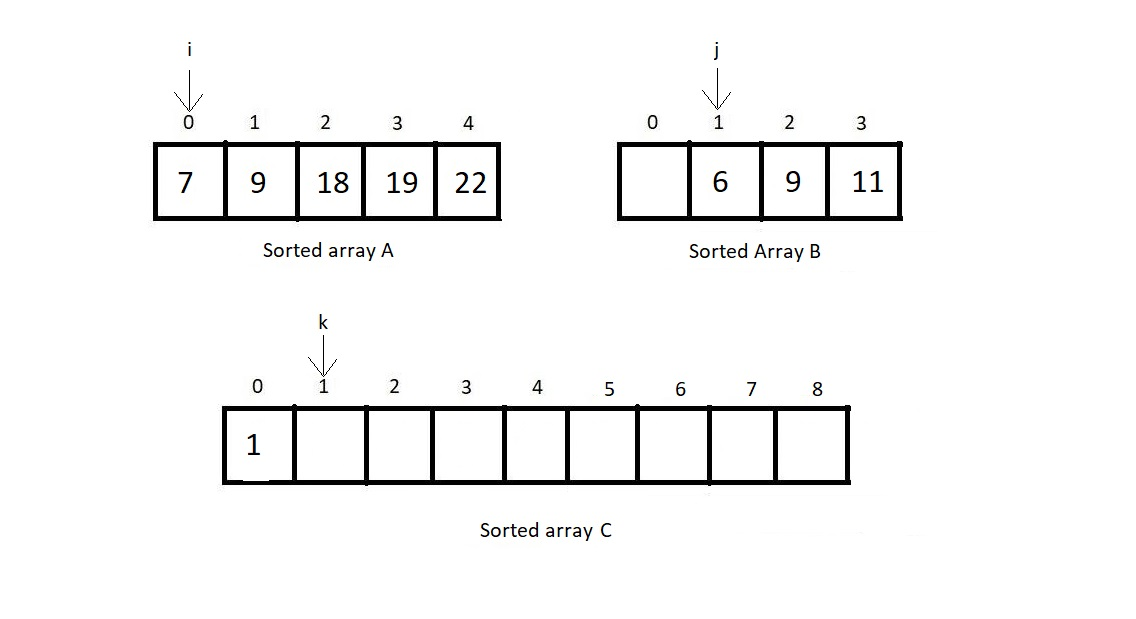 i j
0 1 2 3 4 0 1 2 3
7 9 18 19 22 6 9 11
Sorted array A Sorted Array B
k
0 1 2 3 4 5 6 7 8
1
Sorted array C